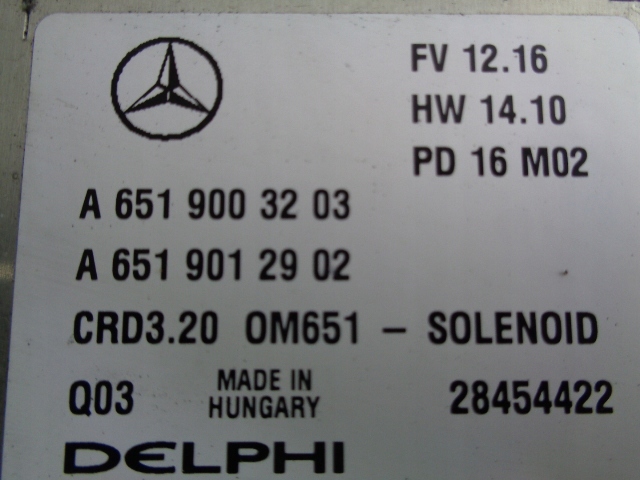 FV 12.16
HW 14.10
PD 16 M02
A 651 900 32 03
A 651 901 29 02
CRD3.20 OM651 - SOLENOID
Q03 MADE IN HUNGARY 28454422
DELPHI